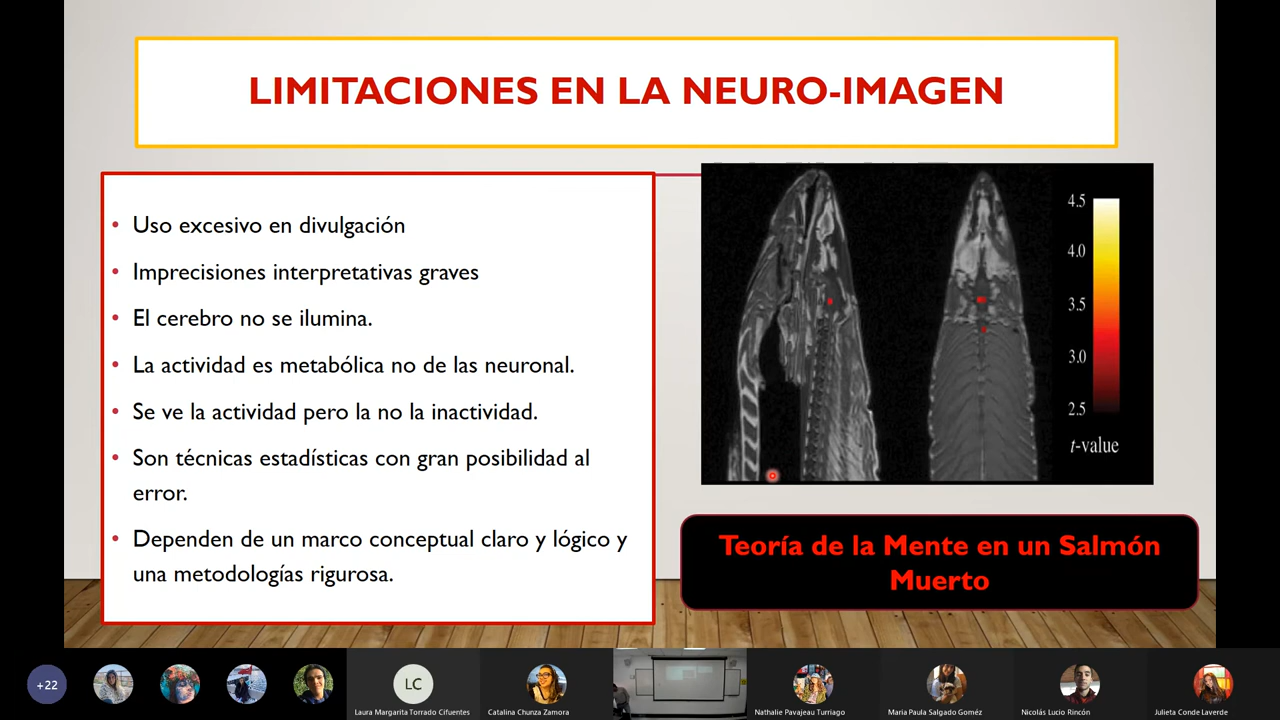 LIMITACIONES EN LA NEURO-IMAGEN
• Uso excesivo en divulgación
• Imprecisiones interpretativas graves
• El cerebro no se ilumina.
• La actividad es metabólica no de las neuronal.
• Se ve la actividad pero la no la inactividad.
• Son técnicas estadísticas con gran posibilidad al
error.
• Dependen de un marco conceptual claro y lógico y
una metodologías rigurosa.
4.5
4.0
3.5
3.0
2.5
t-value
Teoría de la Mente en un Salmón
Muerto
+22
LC
Laura Margarita Torrado Cifuentes
Catalina Chunza Zamora
Nathalie Pavajeau Turriago
Maria Paula Salgado Goméz
Nicolás Lucio Rincón
Julieta Conde Laverde